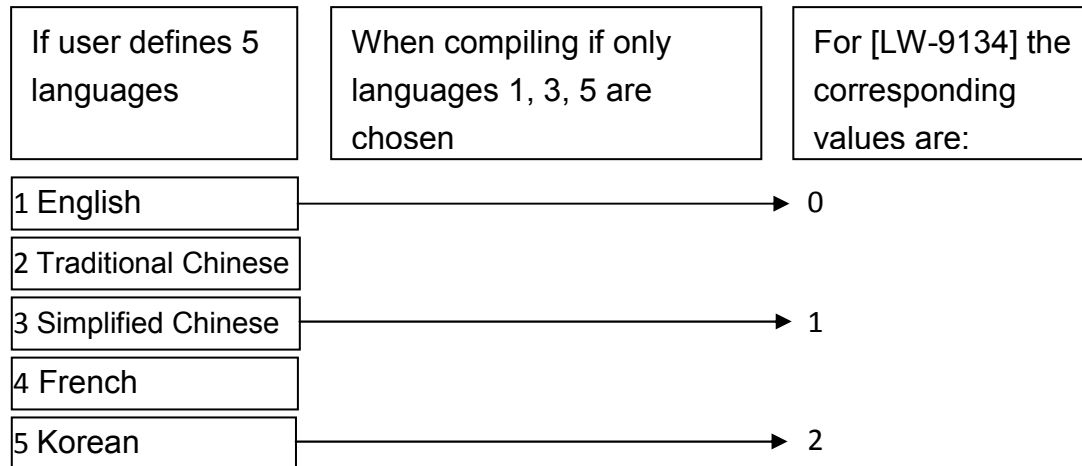 If user defines 5
languages
When compiling if only
languages 1, 3, 5 are
chosen
For [LW-9134] the
corresponding
values are:
1 English
0
2 Traditional Chinese
3 Simplified Chinese
1
4 French
5 Korean
2